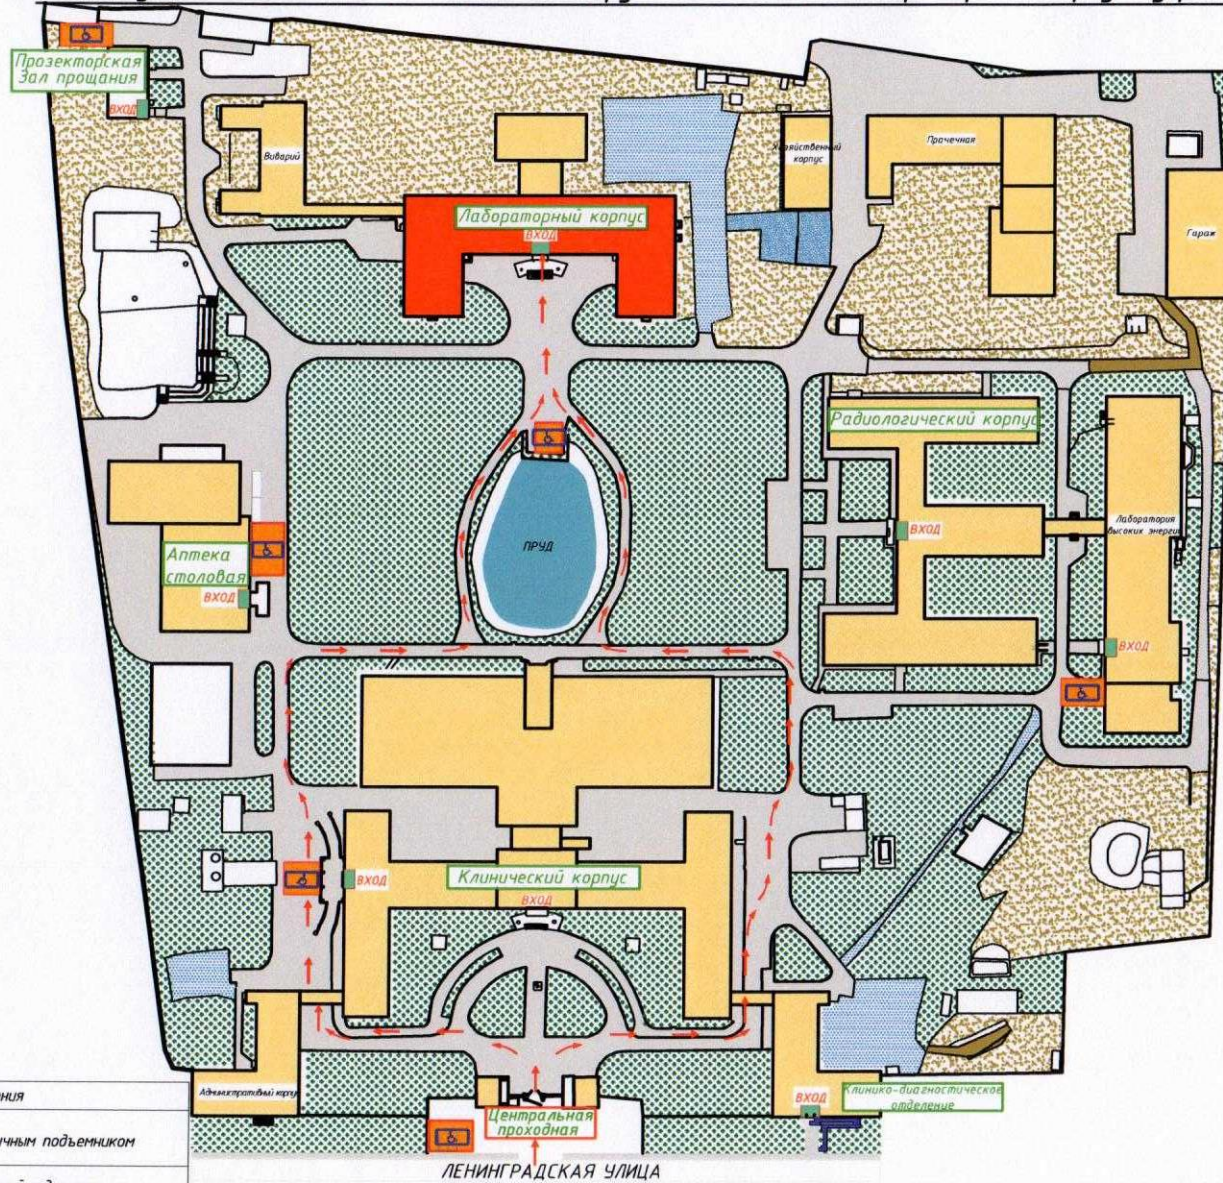 Прозекторская
Зал прощания
ВХОД
Виварий
Хозяйственный
корпус
Прачечная
Гараж
Лабораторный корпус
ВХОД
Радиологический корпус
ВХОД
Лаборатория
высоких энергий
ВХОД
ПРУД
Аптека
столовая
ВХОД
Клинический корпус
ВХОД
ВХОД
Административный корпус
Центральная
проходная
ВХОД
Клинико-диагностическое
отделение
ЛЕНИНГРАДСКАЯ УЛИЦА
ния
чным подъемником